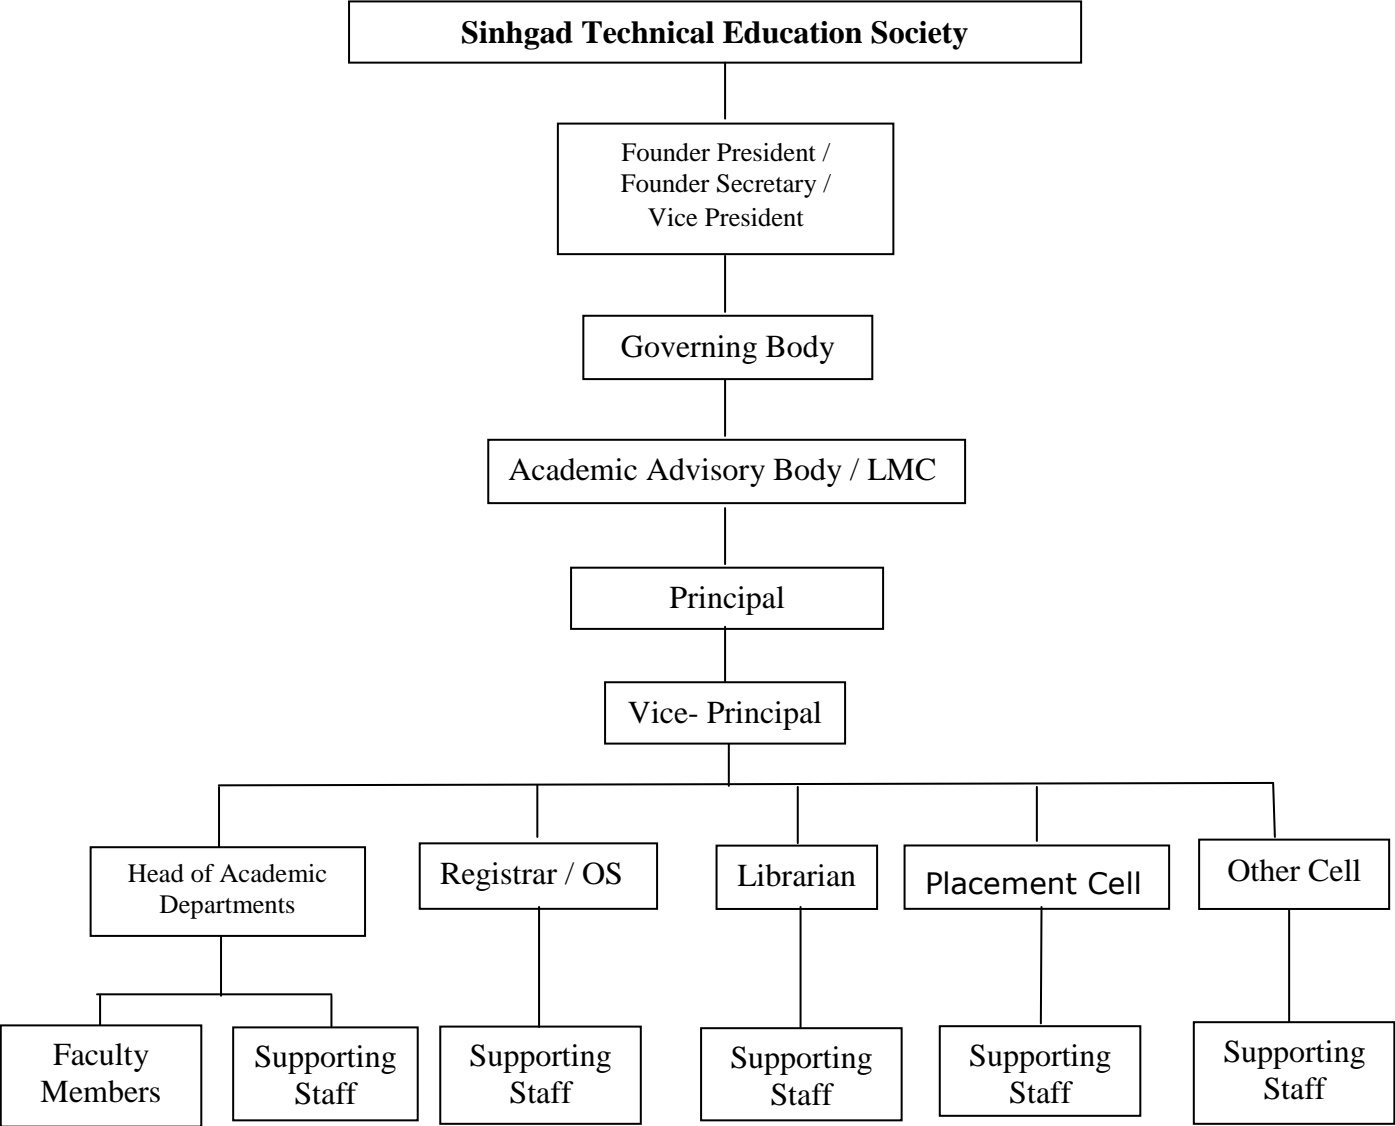 Sinhgad Technical Education Society
Founder President /
Founder Secretary /
Vice President
Governing Body
Academic Advisory Body / LMC
Principal
Vice- Principal
Head of Academic
Departments
Registrar / OS
Librarian
Placement Cell
Other Cell
Faculty
Members
Supporting
Staff
Supporting
Staff
Supporting
Staff
Supporting
Staff
Supporting
Staff